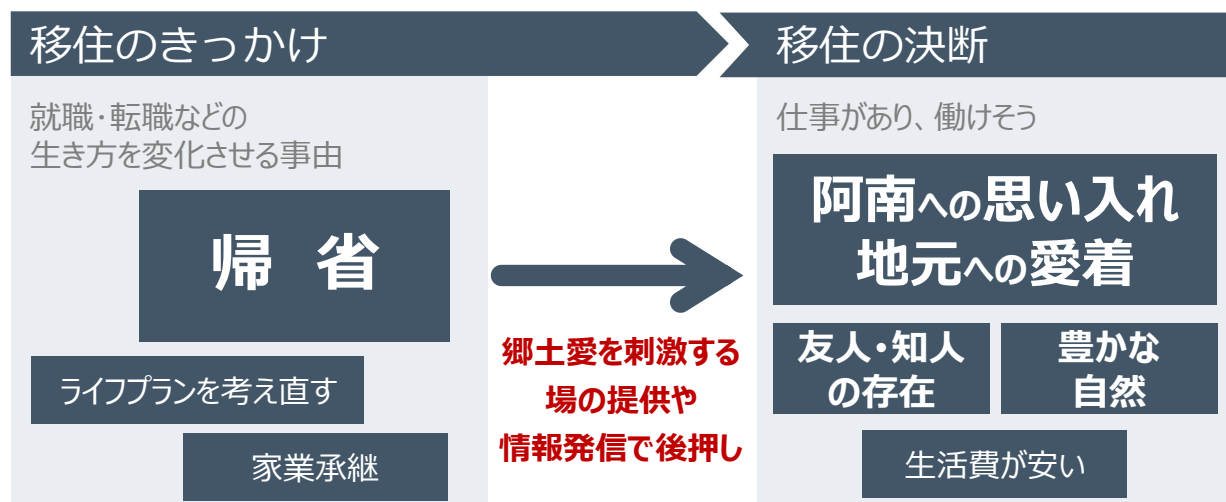 移住のきっかけ
就職・転職などの
生き方を変化させる事由
帰 省
ライフプランを考え直す
家業承継
郷土愛を刺激する
場の提供や
情報発信で後押し
移住の決断
仕事があり、働けそう
阿南への思い入れ
地元への愛着
友人・知人
の存在
豊かな
自然
生活費が安い